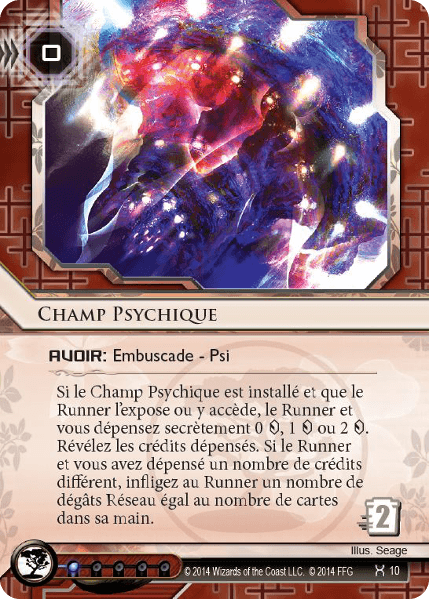 0
CHAMP PSYCHIQUE
AVOIR: Embuscade - Psi
Si le Champ Psychique est installé et que le
Runner l'expose ou y accède, le Runner et
vous dépensez secrètement 0, 1 ou 2.
Révélez les crédits dépensés. Si le Runner
et vous avez dépensé un nombre de crédits
différent, infligez au Runner un nombre de
dégâts Réseau égal au nombre de cartes
dans sa main.
2
Illus. Seage
© 2014 Wizards of the Coast LLC. © 2014 FFG 10